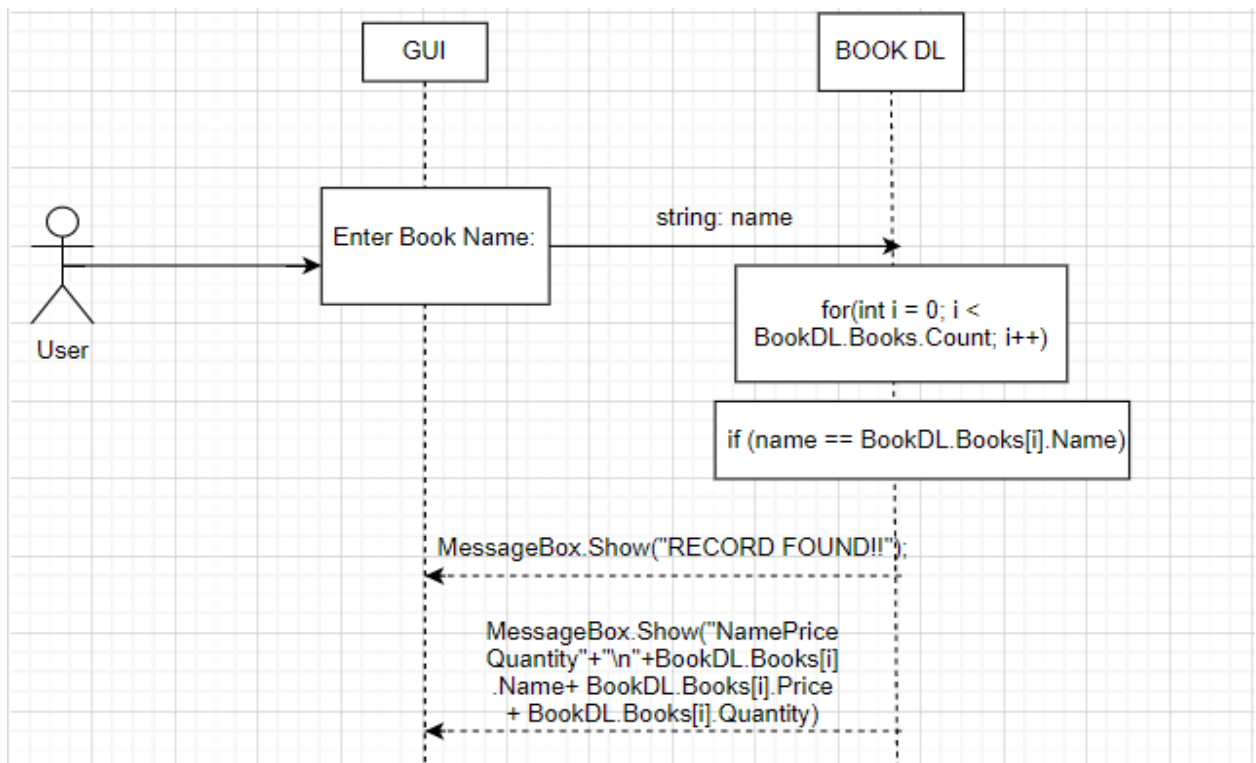 GUI
BOOK DL
string: name
Enter Book Name:
for(int i = 0; i <
BookDL.Books.Count; i++)
User
if (name == BookDL.Books[i].Name)
MessageBox.Show("RECORD FOUND!!");
MessageBox.Show("NamePrice
Quantity"+"\n"+BookDL.Books[i]
.Name+ BookDL.Books[i].Price
+ BookDL.Books[i].Quantity)